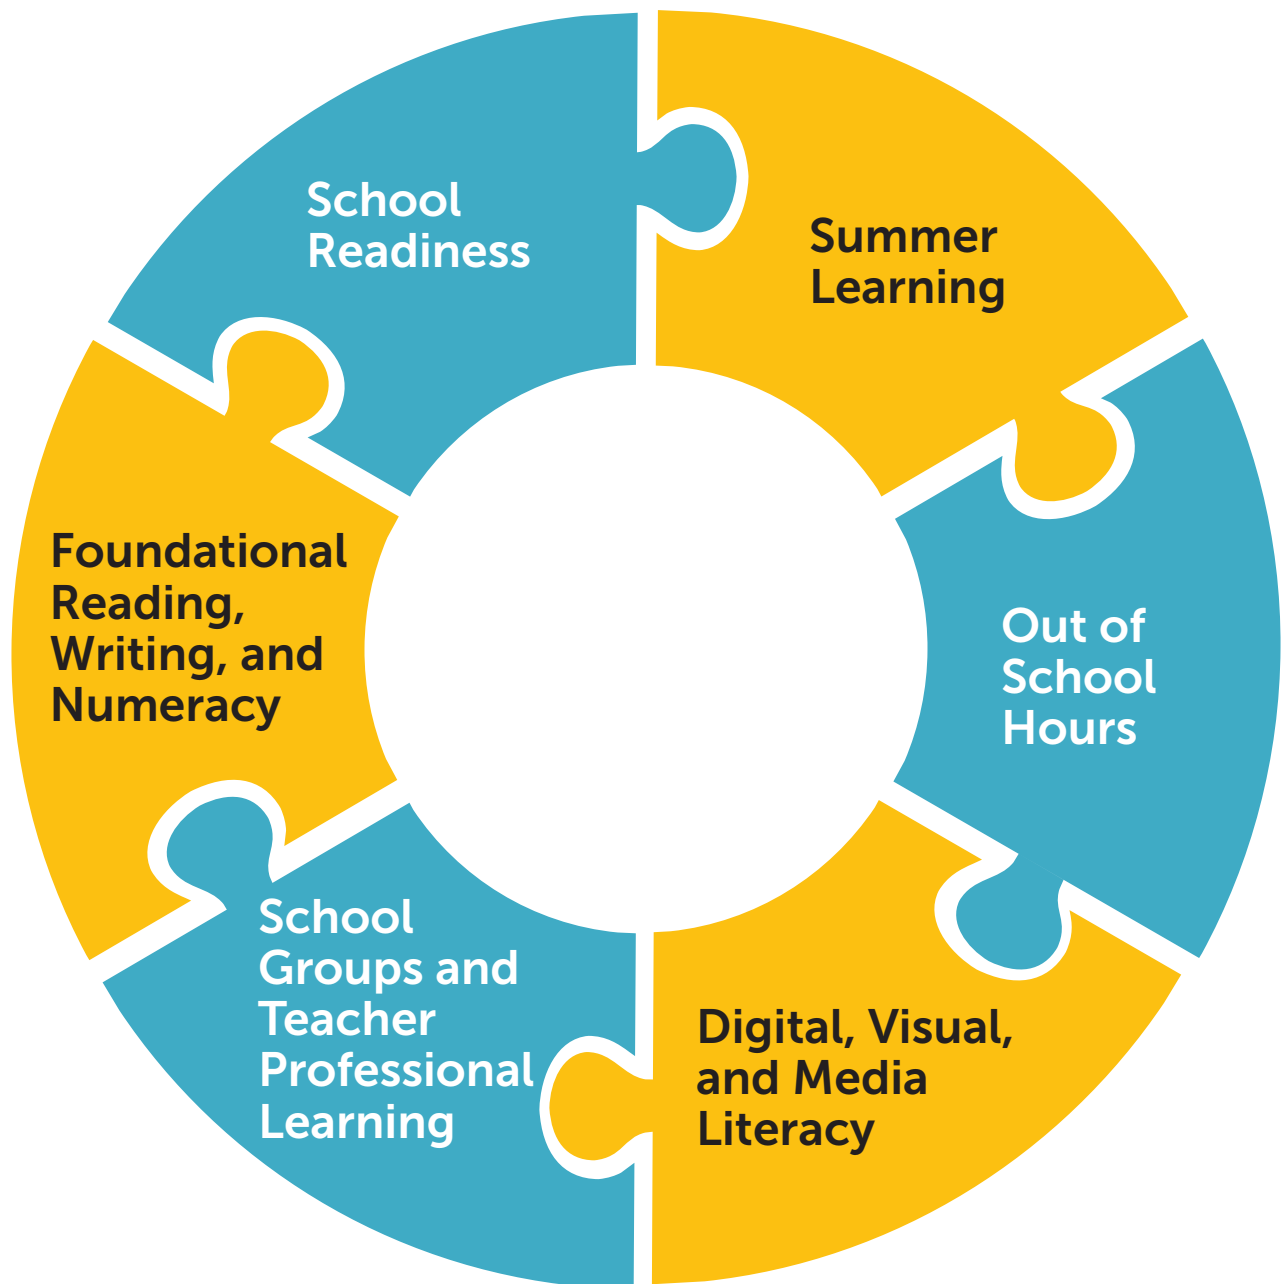 School
Readiness
Summer
Learning
Out of
School
Hours
Digital, Visual,
and Media
Literacy
School
Groups and
Teacher
Professional
Learning
Foundational
Reading,
Writing, and
Numeracy